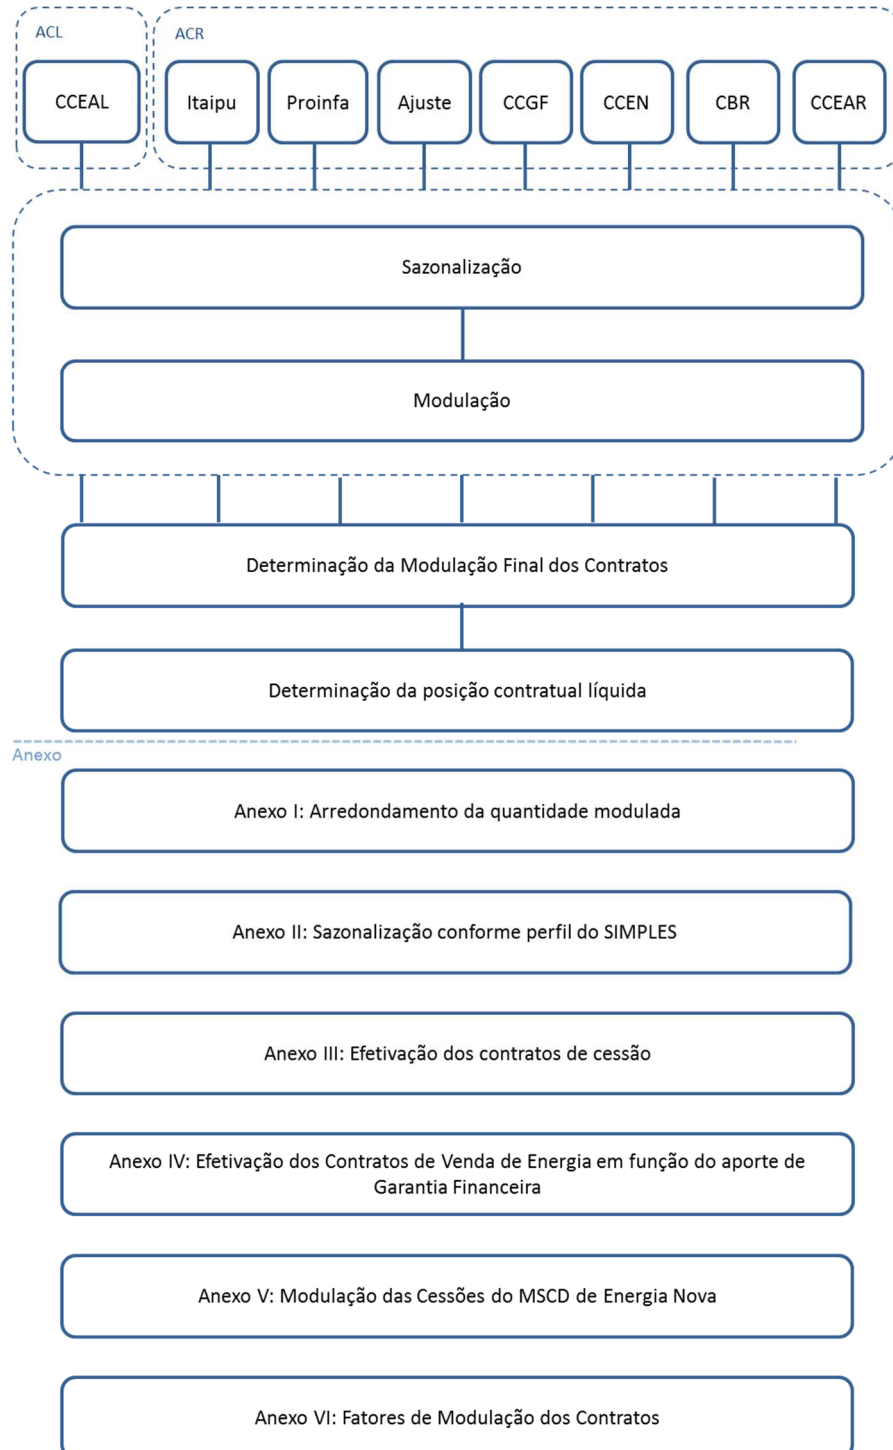 ACL
ACR
CCEAL
Itaipu
Proinfa
Ajuste
CCGF
CCEN
CBR
CCEAR
Sazonalização
Modulação
Determinação da Modulação Final dos Contratos
Determinação da posição contratual líquida
Anexo
Anexo I: Arredondamento da quantidade modulada
Anexo II: Sazonalização conforme perfil do SIMPLES
Anexo III: Efetivação dos contratos de cessão
Anexo IV: Efetivação dos Contratos de Venda de Energia em função do aporte de
Garantia Financeira
Anexo V: Modulação das Cessões do MSCD de Energia Nova
Anexo VI: Fatores de Modulação dos Contratos